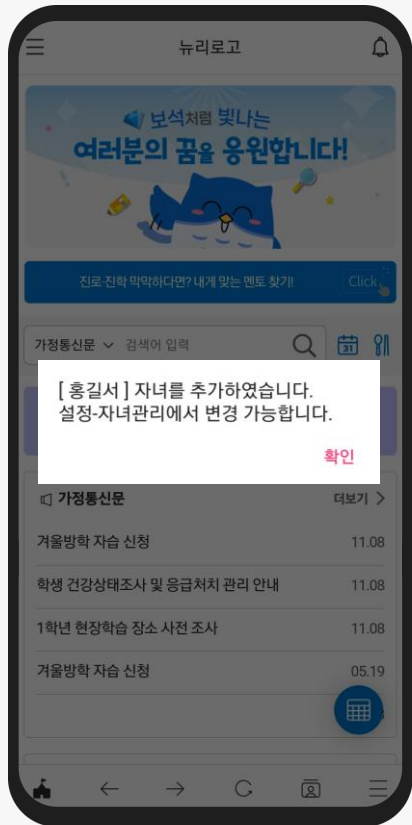 뉴리로고
보석처럼 빛나는
여러분의 꿈을 응원합니다!
진로·진학 막막하다면? 내게 맞는 멘토 찾기!
Click
가정통신문
검색어 입력
31
[ 홍길서 ] 자녀를 추가하였습니다.
설정-자녀관리에서 변경 가능합니다.
확인
가정통신문
더보기
겨울방학 자습 신청
11.08
학생 건강상태조사 및 응급처치 관리 안내
11.08
1학년 현장학습 장소 사전 조사
11.08
겨울방학 자습 신청
05.19